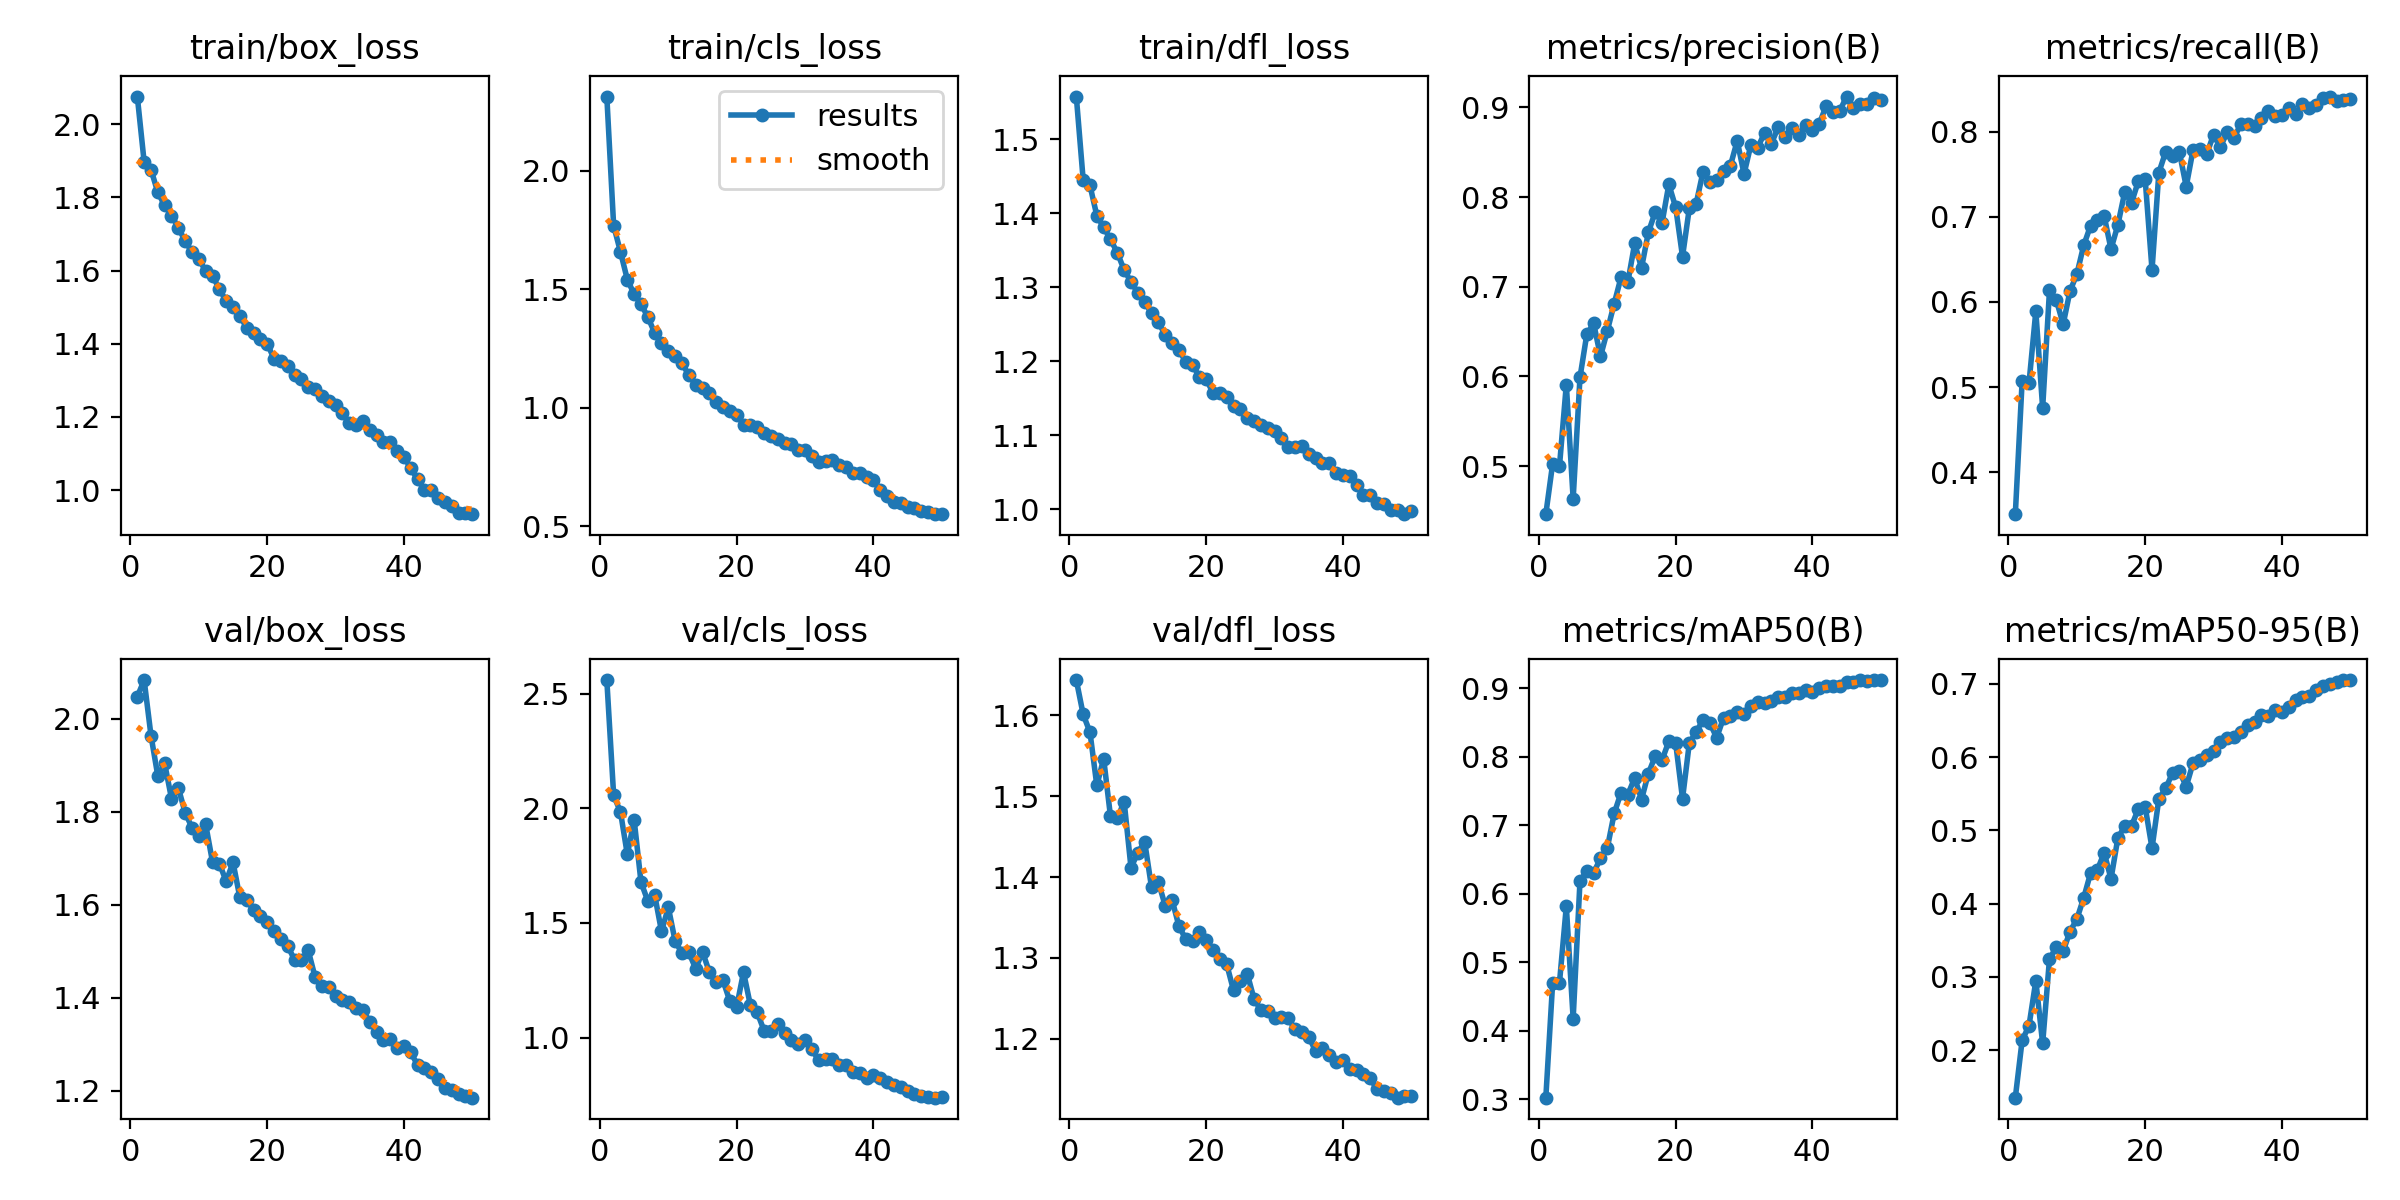 train/box_loss
2.0
1.8
1.6
1.4
1.2
1.0
0 20 40
train/cls_loss
results
smooth
2.0
1.5
1.0
0.5
0 20 40
train/dfl_loss
1.5
1.4
1.3
1.2
1.1
1.0
0 20 40
metrics/precision(B)
0.9
0.8
0.7
0.6
0.5
0 20 40
metrics/recall(B)
0.8
0.7
0.6
0.5
0.4
0 20 40
val/box_loss
2.0
1.8
1.6
1.4
1.2
0 20 40
val/cls_loss
2.5
2.0
1.5
1.0
0 20 40
val/dfl_loss
1.6
1.5
1.4
1.3
1.2
0 20 40
metrics/mAP50(B)
0.9
0.8
0.7
0.6
0.5
0.4
0.3
0 20 40
metrics/mAP50-95(B)
0.7
0.6
0.5
0.4
0.3
0.2
0 20 40